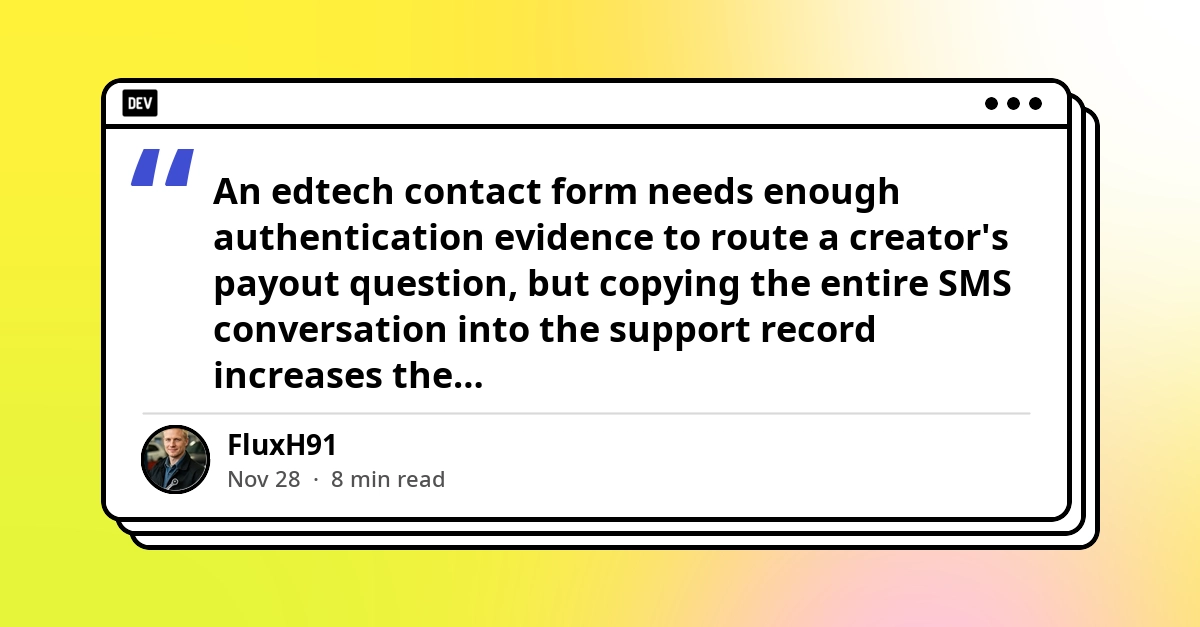 DEV
“
An edtech contact form needs enough
authentication evidence to route a creator's
payout question, but copying the entire SMS
conversation into the support record
increases the...
FluxH91
Nov 28 · 8 min read